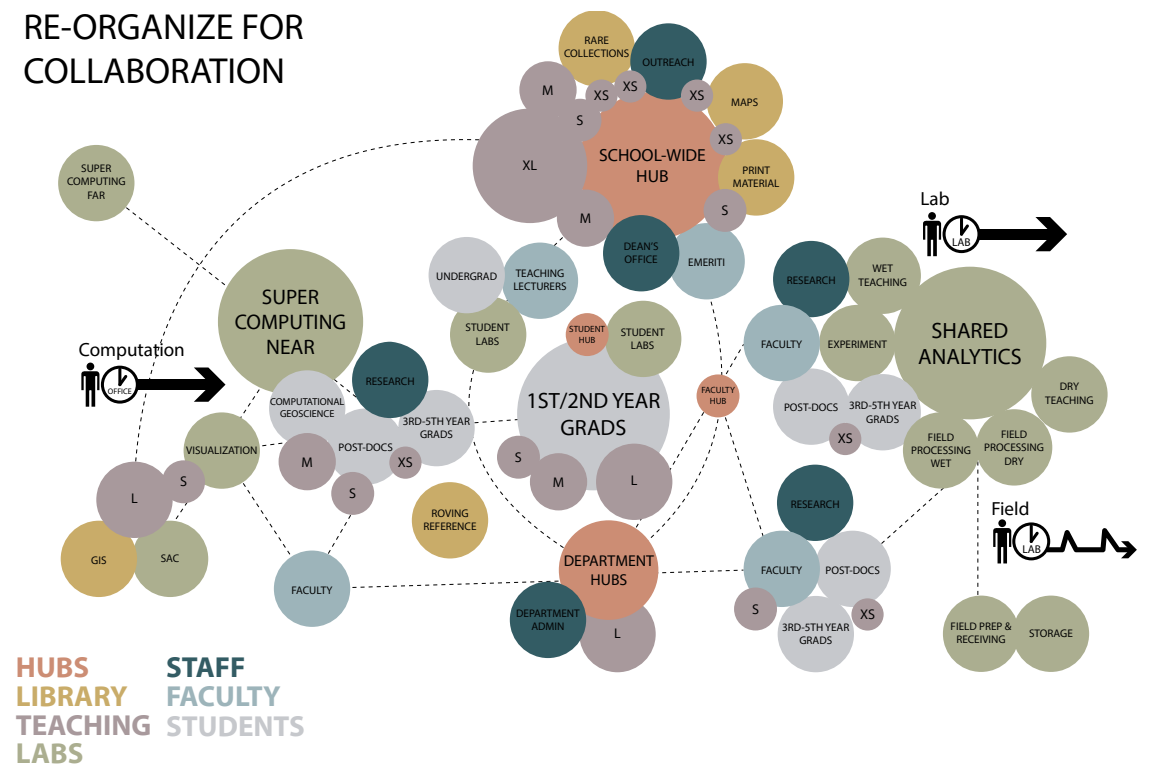 RE-ORGANIZE FOR
COLLABORATION
RARE
COLLECTIONS
OUTREACH
M
XS
XS
XS
MAPS
S
XS
XL
SCHOOL-WIDE
HUB
PRINT
MATERIAL
M
S
DEAN'S
OFFICE
EMERITI
SUPER
COMPUTING
FAR
SUPER
COMPUTING
NEAR
Computation
OFFICE
UNDERGRAD
TEACHING
LECTURERS
STUDENT
LABS
STUDENT
HUB
STUDENT
LABS
1ST/2ND YEAR
GRADS
S
M
L
FACULTY
HUB
RESEARCH
COMPUTATIONAL
GEOSCIENCE
3RD-5TH YEAR
GRADS
POST-DOCS
M
XS
S
VISUALIZATION
S
L
GIS
SAC
FACULTY
ROVING
REFERENCE
DEPARTMENT
HUBS
DEPARTMENT
ADMIN
L
Lab
LAB
RESEARCH
WET
TEACHING
FACULTY
EXPERIMENT
SHARED
ANALYTICS
POST-DOCS
3RD-5TH YEAR
GRADS
XS
DRY
TEACHING
FIELD
PROCESSING
WET
FIELD
PROCESSING
DRY
Field
LAB
RESEARCH
FACULTY
POST-DOCS
S
XS
3RD-5TH YEAR
GRADS
FIELD PREP &
RECEIVING
STORAGE
HUBS
LIBRARY
TEACHING
LABS
STAFF
FACULTY
STUDENTS